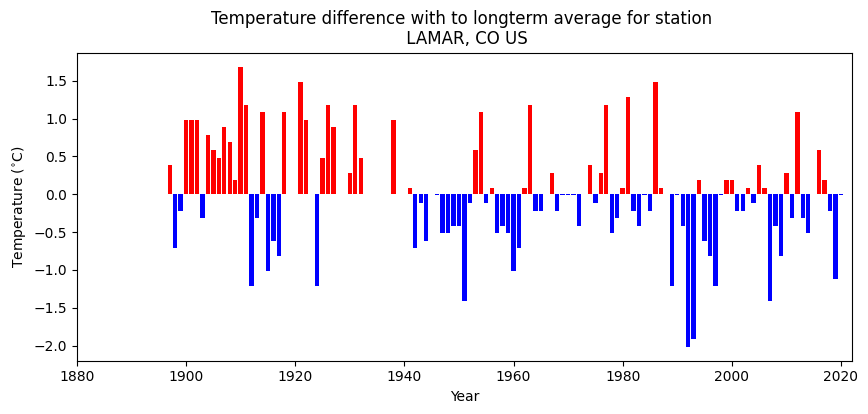 Temperature difference with to longterm average for station
LAMAR, CO US
1.5
1.0
0.5
0.0
−0.5
−1.0
−1.5
−2.0
Temperature (°C)
1880 1900 1920 1940 1960 1980 2000 2020
Year